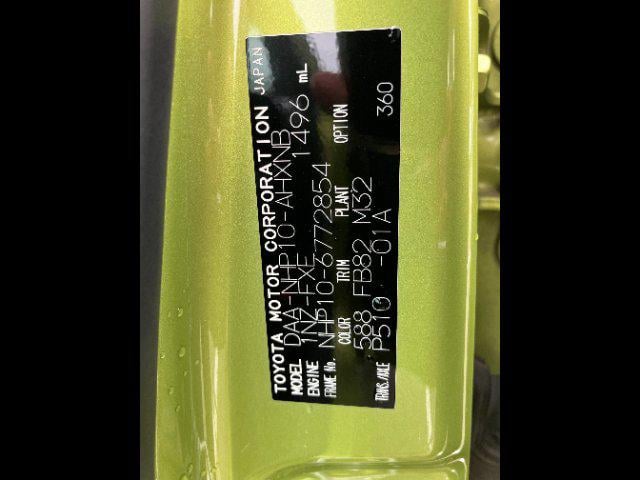 TOYOTA MOTOR CORPORATION JAPAN
MODEL DAA-NHP10-AHXNB
ENGINE 1NZ-FXE 1496 mL
FRAME No. NHP10-6772854
COLOR TRIM PLANT OPTION
588 FB82 M32
TRANS./AXLE P510 -01A 360